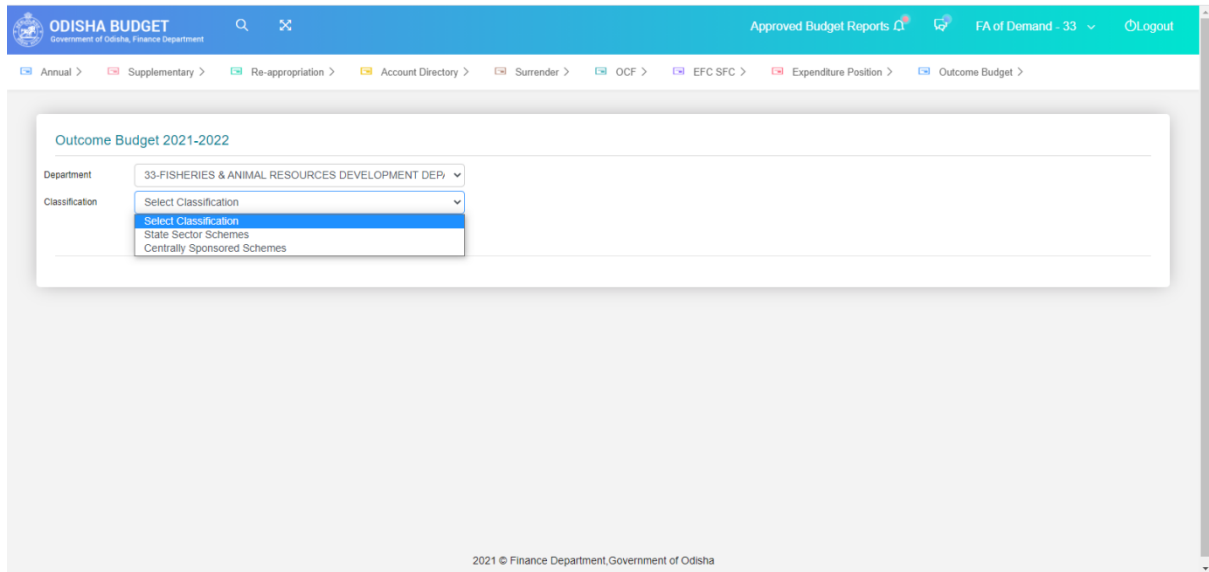 ODISHA BUDGET
Government of Odisha, Finance Department
Approved Budget Reports
FA of Demand - 33
Logout
Annual >
Supplementary >
Re-appropriation >
Account Directory >
Surrender >
OCF >
EFC SFC >
Expenditure Position >
Outcome Budget >
Outcome Budget 2021-2022
Department
33-FISHERIES & ANIMAL RESOURCES DEVELOPMENT DEP
Classification
Select Classification
Select Classification
State Sector Schemes
Centrally Sponsored Schemes
2021 © Finance Department,Government of Odisha